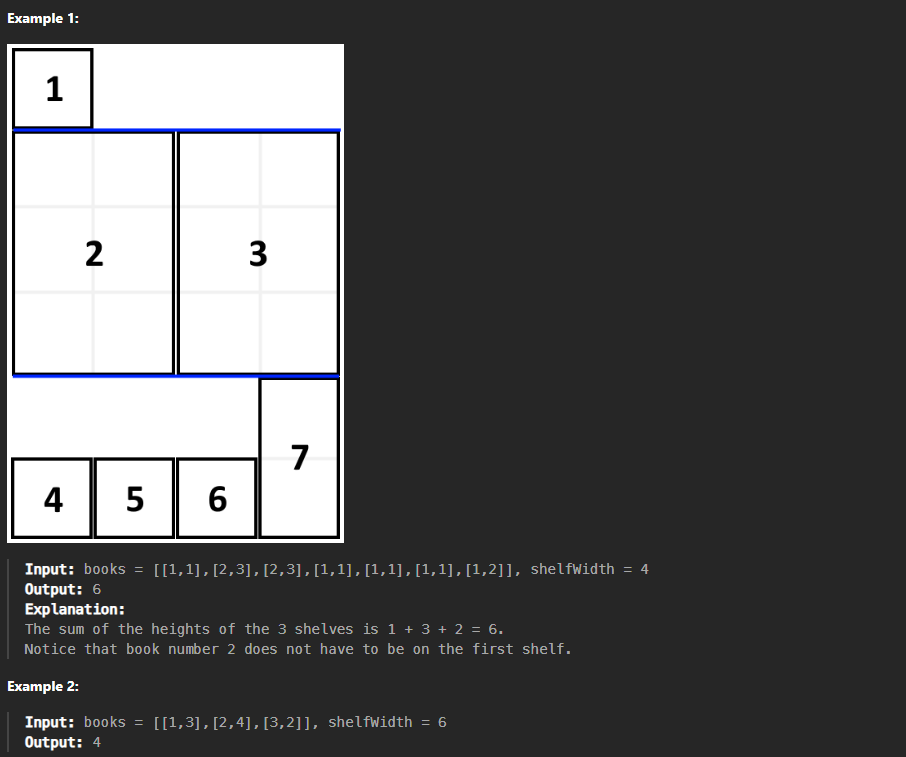 Example 1:
1
2 3
7
4 5 6
Input: books = [[1,1],[2,3],[2,3],[1,1],[1,1],[1,1],[1,2]], shelfWidth = 4
Output: 6
Explanation:
The sum of the heights of the 3 shelves is 1 + 3 + 2 = 6.
Notice that book number 2 does not have to be on the first shelf.
Example 2:
Input: books = [[1,3],[2,4],[3,2]], shelfWidth = 6
Output: 4